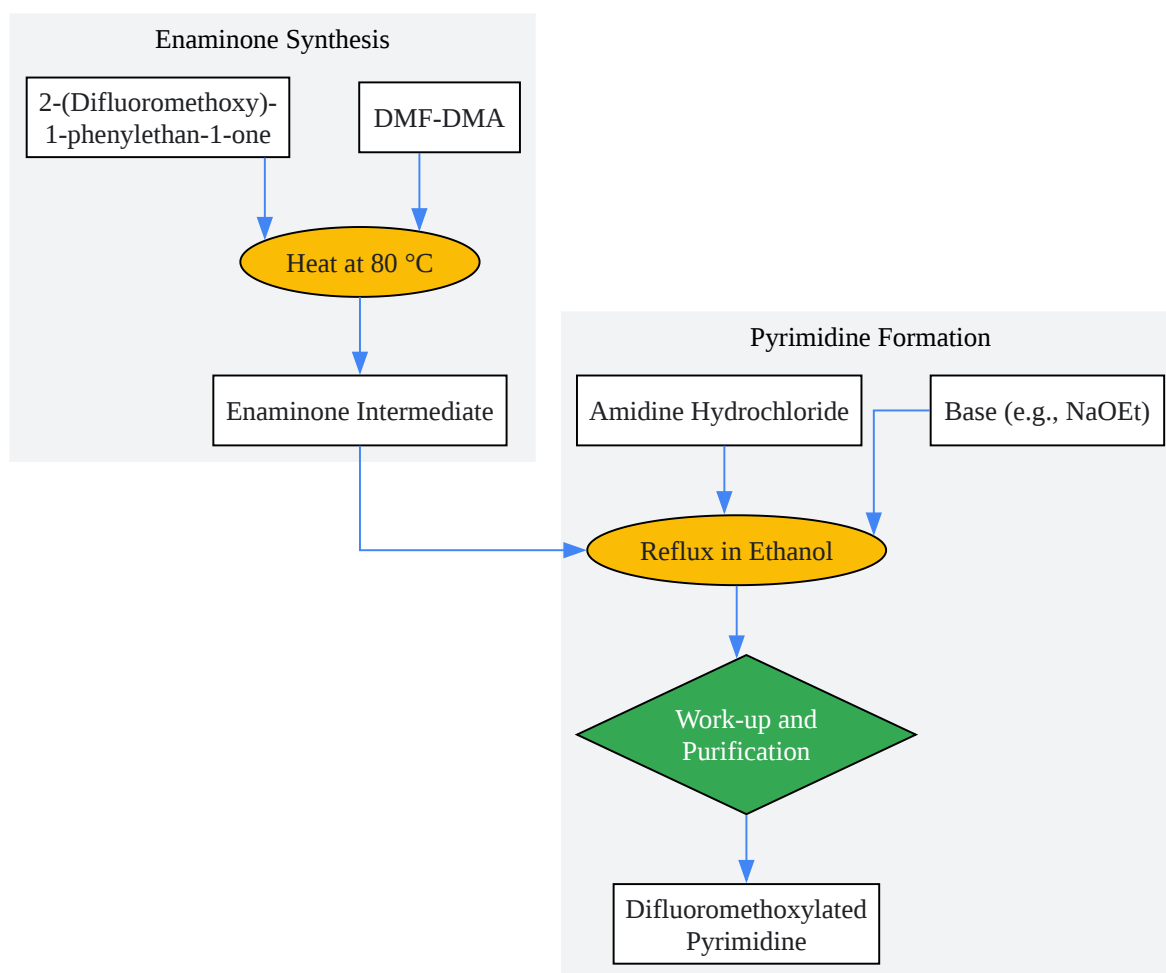 Enaminone Synthesis
2-(Difluoromethoxy)-
1-phenylethan-1-one
DMF-DMA
Heat at 80 °C
Enaminone Intermediate
Pyrimidine Formation
Amidine Hydrochloride
Base (e.g., NaOEt)
Reflux in Ethanol
Work-up and
Purification
Difluoromethoxylated
Pyrimidine